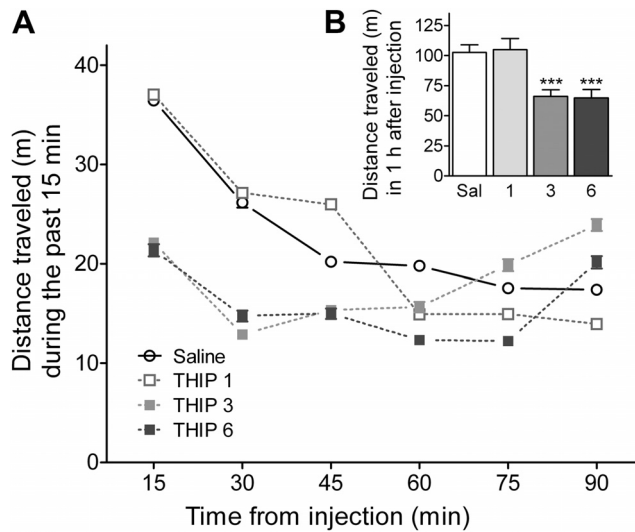 A
B
Distance traveled (m)
during the past 15 min
40
30
20
10
0
15
30
45
60
75
90
Time from injection (min)
Saline
THIP 1
THIP 3
THIP 6
Distance traveled (m)
in 1 h after injection
125
100
75
50
25
0
***
***
Sal
1
3
6